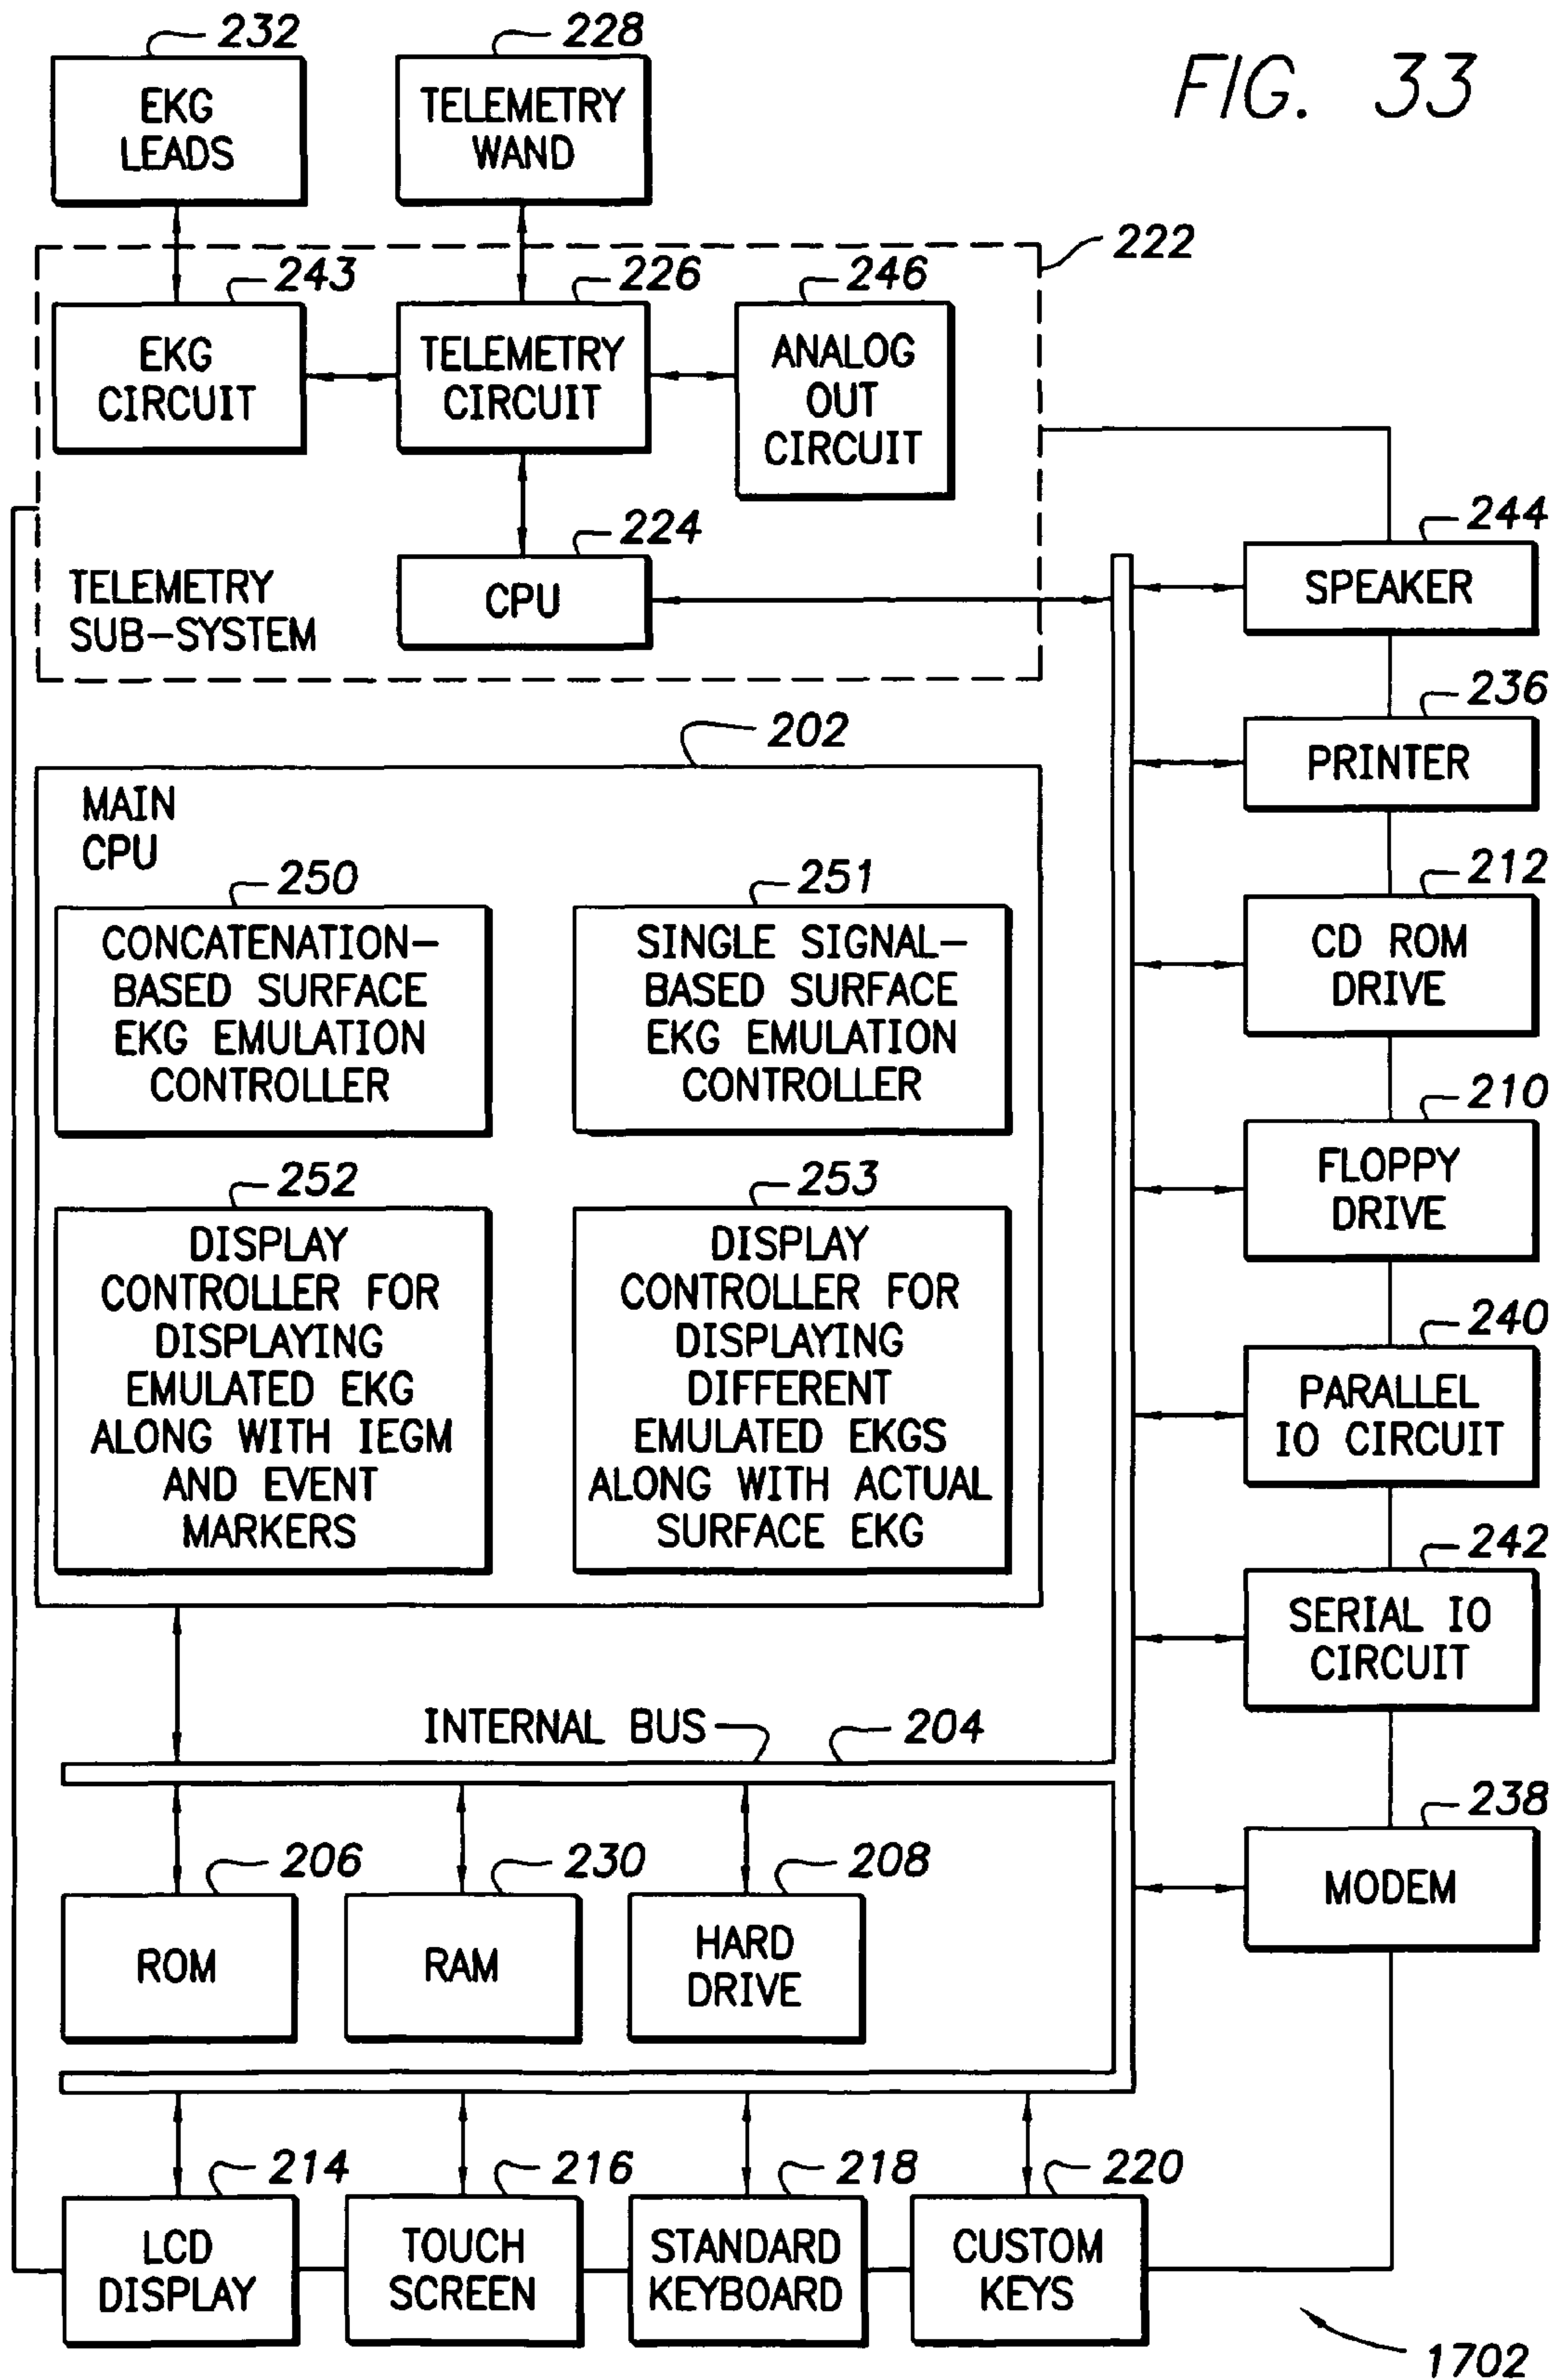 FIG. 33
232
228
EKG
LEADS
TELEMETRY
WAND
222
243
226
246
EKG
CIRCUIT
TELEMETRY
CIRCUIT
ANALOG
OUT
CIRCUIT
224
CPU
TELEMETRY
SUB-SYSTEM
244
SPEAKER
236
PRINTER
212
CD ROM
DRIVE
210
FLOPPY
DRIVE
240
PARALLEL
IO CIRCUIT
242
SERIAL IO
CIRCUIT
238
MODEM
202
MAIN
CPU
250
CONCATENATION-
BASED SURFACE
EKG EMULATION
CONTROLLER
251
SINGLE SIGNAL-
BASED SURFACE
EKG EMULATION
CONTROLLER
252
DISPLAY
CONTROLLER FOR
DISPLAYING
EMULATED EKG
ALONG WITH IEGM
AND EVENT
MARKERS
253
DISPLAY
CONTROLLER FOR
DISPLAYING
DIFFERENT
EMULATED EKGS
ALONG WITH ACTUAL
SURFACE EKG
INTERNAL BUS
204
206
ROM
230
RAM
208
HARD
DRIVE
214
LCD
DISPLAY
216
TOUCH
SCREEN
218
STANDARD
KEYBOARD
220
CUSTOM
KEYS
1702